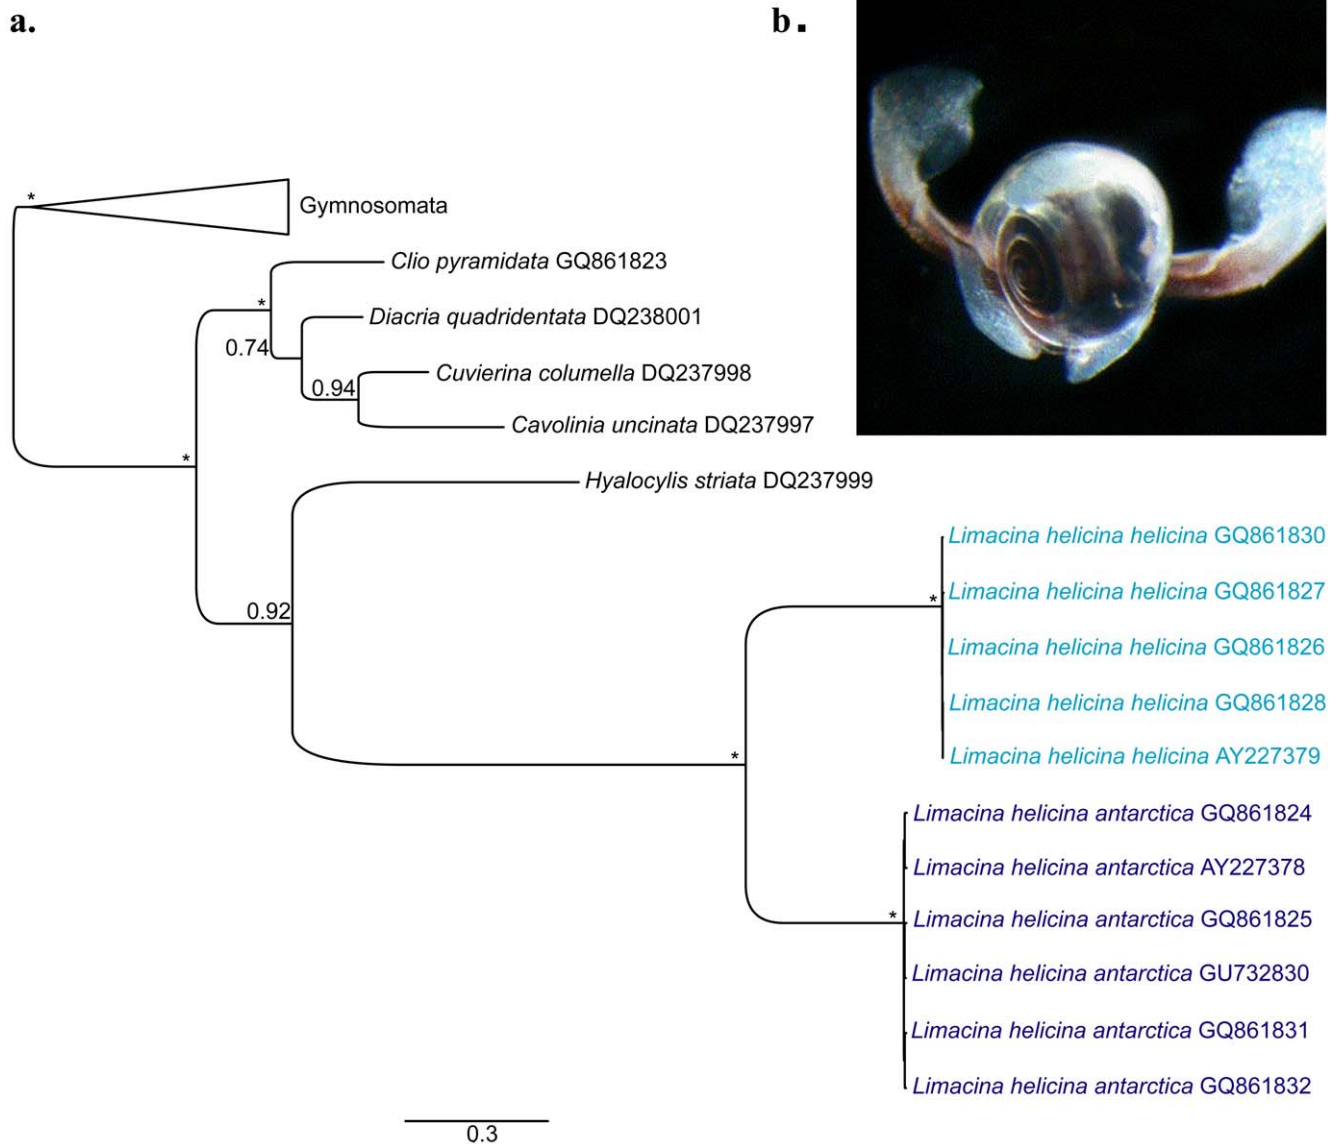 a.
b.
*
Gymnosomata
Clio pyramidata GQ861823
*
Diacria quadridentata DQ238001
0.74
Cuvierina columella DQ237998
0.94
Cavolinia uncinata DQ237997
*
Hyalocylis striata DQ237999
Limacina helicina helicina GQ861830
Limacina helicina helicina GQ861827
*
0.92
Limacina helicina helicina GQ861826
Limacina helicina helicina GQ861828
Limacina helicina helicina AY227379
*
Limacina helicina antarctica GQ861824
Limacina helicina antarctica AY227378
*
Limacina helicina antarctica GQ861825
Limacina helicina antarctica GU732830
Limacina helicina antarctica GQ861831
Limacina helicina antarctica GQ861832
0.3